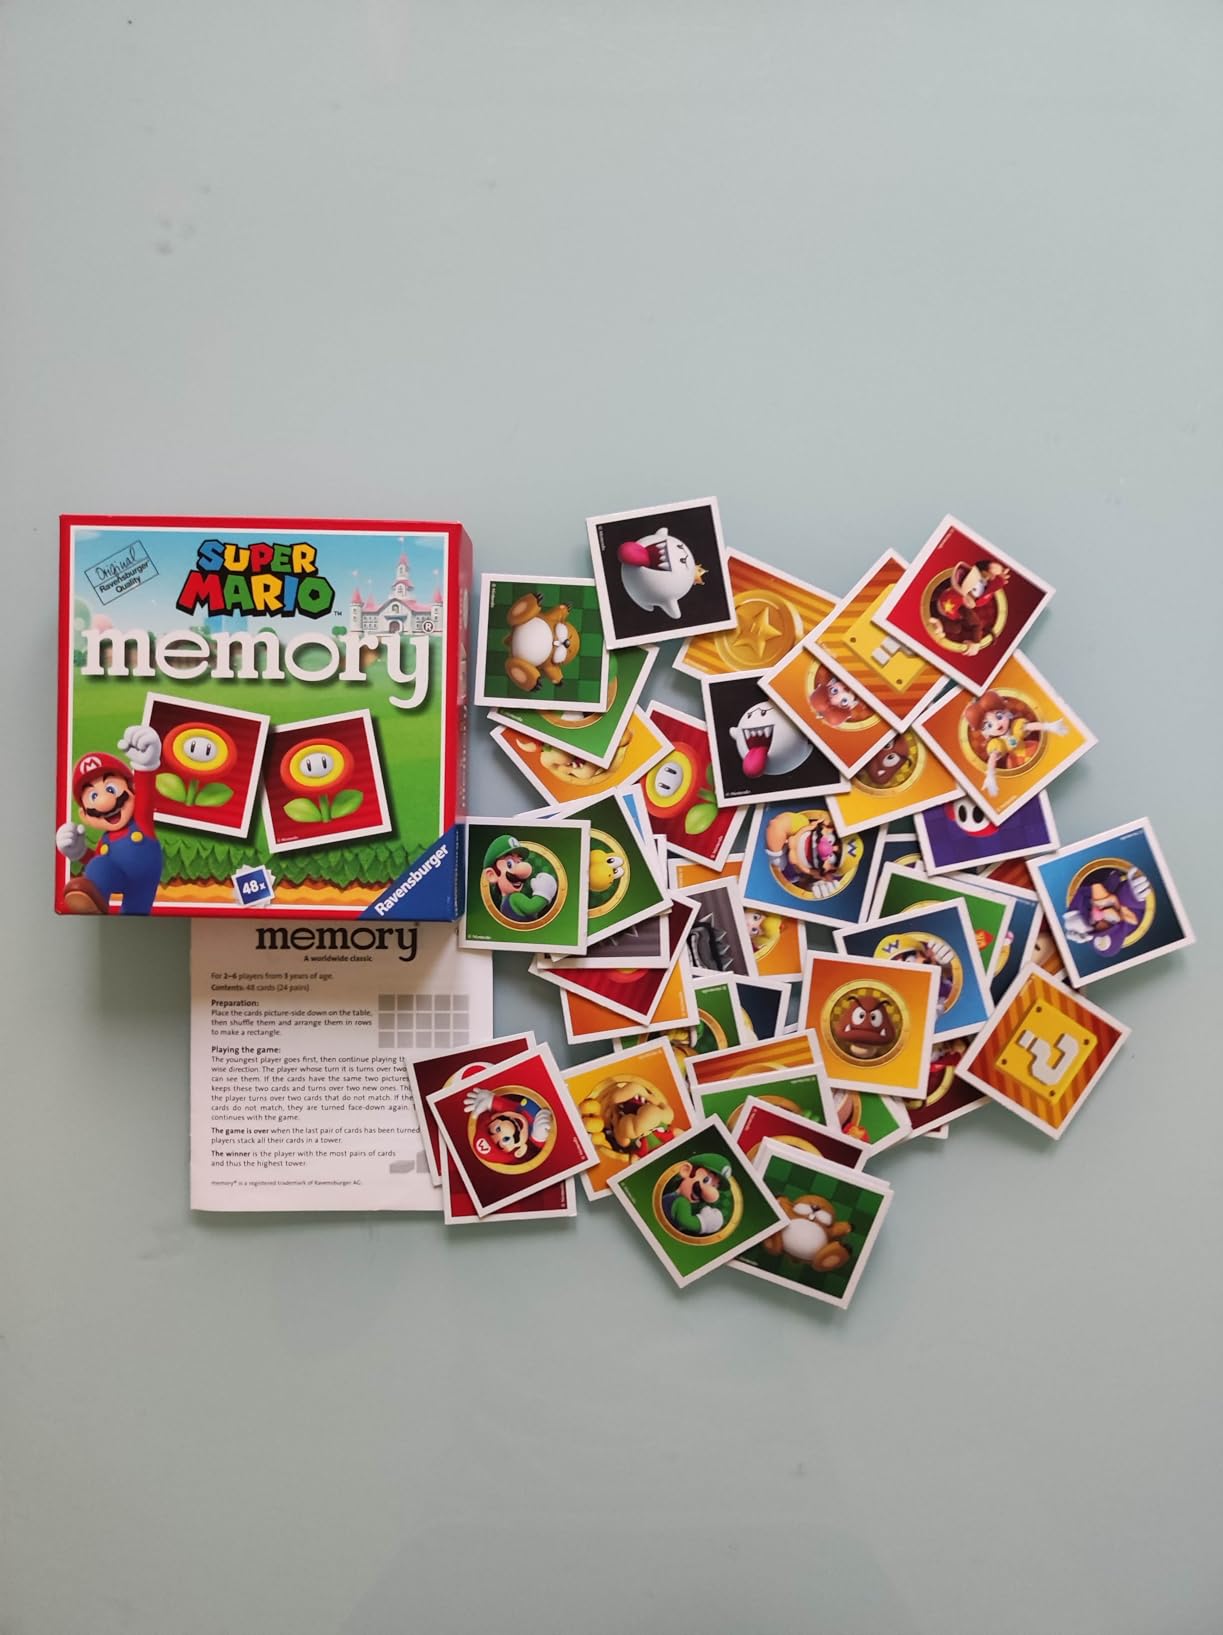 Original
Ravensburger
Quality
SUPER
MARIO™
memory®
48x
Ravensburger
memory
A worldwide classic
For 2–6 players from 3 years of age.
Contents: 48 cards (24 pairs)
Preparation:
Place the cards picture-side down on the table,
then shuffle them and arrange them in rows
to make a rectangle.
Playing the game:
The youngest player goes first, then continue playing
wise direction. The player whose turn it is turns over two
can see them. If the cards have the same two pictures
keeps these two cards and turns over two new ones.
the player turns over two cards that do not match. If the
cards do not match, they are turned face-down again.
continues with the game.
The game is over when the last pair of cards has been turned
players stack all their cards in a tower.
The winner is the player with the most pairs of cards
and thus the highest tower.
memory® is a registered trademark of Ravensburger AG.